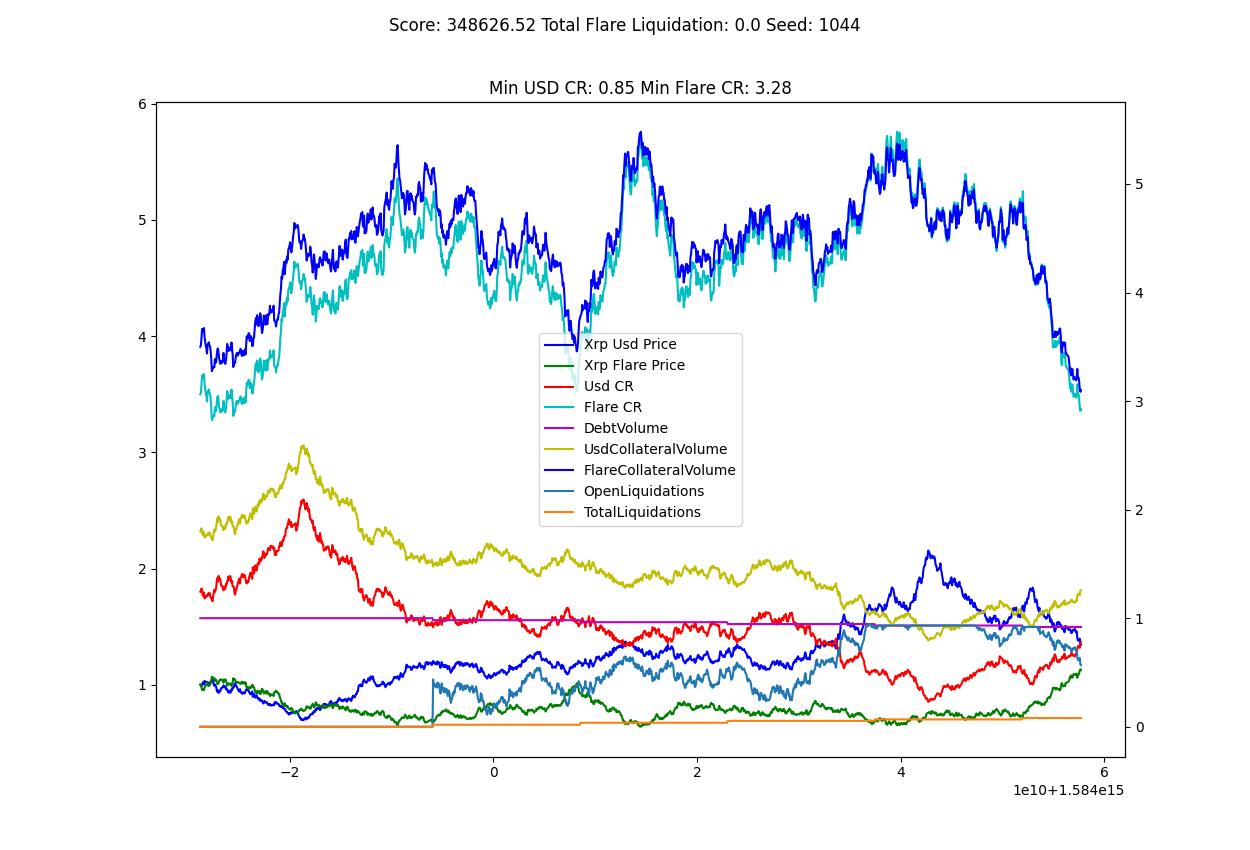 Score: 348626.52 Total Flare Liquidation: 0.0 Seed: 1044
Min USD CR: 0.85 Min Flare CR: 3.28
6
5
4
3
2
1
5
4
3
2
1
0
Xrp Usd Price
Xrp Flare Price
Usd CR
Flare CR
DebtVolume
UsdCollateralVolume
FlareCollateralVolume
OpenLiquidations
TotalLiquidations
−2 0 2 4 6
1e10+1.584e15